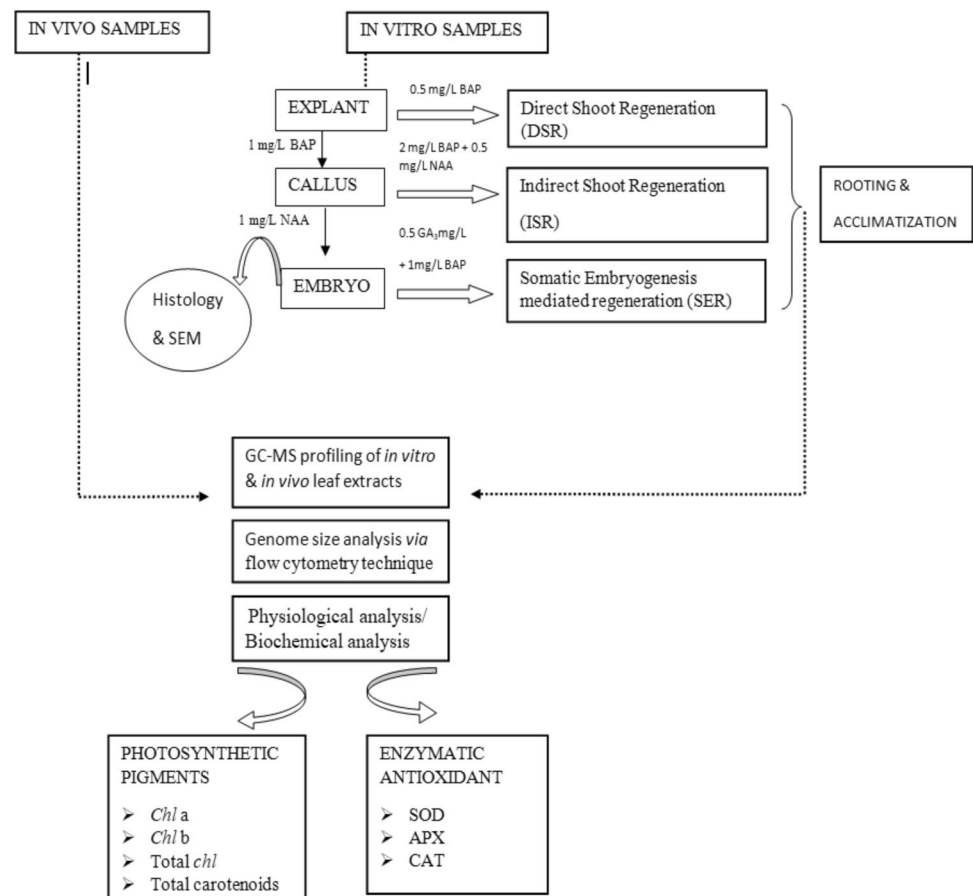 IN VIVO SAMPLES
IN VITRO SAMPLES
EXPLANT
0.5 mg/L BAP
Direct Shoot Regeneration
(DSR)
1 mg/L BAP
2 mg/L BAP + 0.5
mg/L NAA
CALLUS
Indirect Shoot Regeneration
(ISR)
ROOTING &
ACCLIMATIZATION
1 mg/L NAA
0.5 GA₃mg/L
+ 1mg/L BAP
EMBRYO
Somatic Embryogenesis
mediated regeneration (SER)
Histology
& SEM
GC-MS profiling of in vitro
& in vivo leaf extracts
Genome size analysis via
flow cytometry technique
Physiological analysis/
Biochemical analysis
PHOTOSYNTHETIC
PIGMENTS
➢ Chl a
➢ Chl b
➢ Total chl
➢ Total carotenoids
ENZYMATIC
ANTIOXIDANT
➢ SOD
➢ APX
➢ CAT